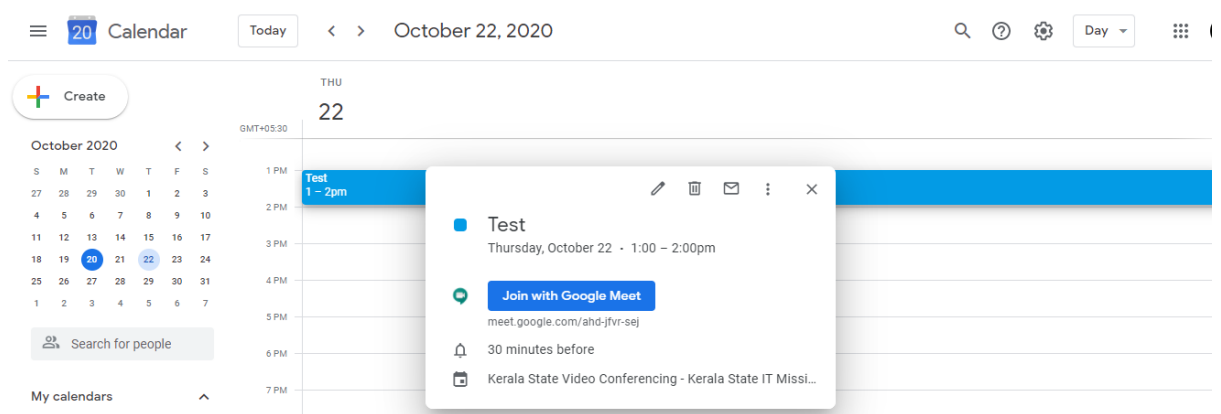 20 Calendar Today October 22, 2020 Day
Create
THU
22
GMT+05:30
October 2020
S M T W T F S
27 28 29 30 1 2 3
4 5 6 7 8 9 10
11 12 13 14 15 16 17
18 19 20 21 22 23 24
25 26 27 28 29 30 31
1 2 3 4 5 6 7
Search for people
My calendars
1 PM
2 PM
3 PM
4 PM
5 PM
6 PM
7 PM
Test
1 – 2pm
Test
Thursday, October 22 · 1:00 – 2:00pm
Join with Google Meet
meet.google.com/ahd-jfvr-sej
30 minutes before
Kerala State Video Conferencing - Kerala State IT Missi...